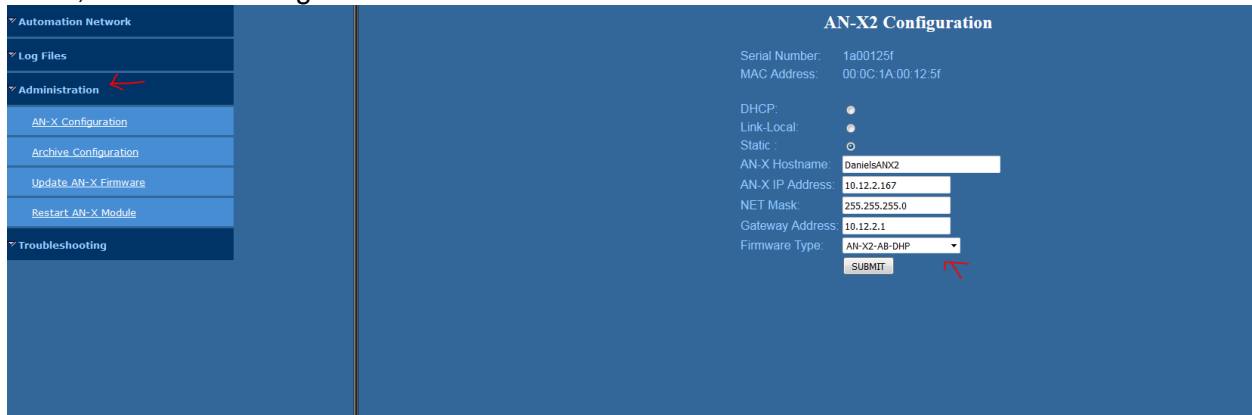 Automation Network
Log Files
Administration
AN-X Configuration
Archive Configuration
Update AN-X Firmware
Restart AN-X Module
Troubleshooting
AN-X2 Configuration
Serial Number: 1a00125f
MAC Address: 00:0C:1A:00:12:5f
DHCP:
Link-Local:
Static :
AN-X Hostname: DanielsANX2
AN-X IP Address: 10.12.2.167
NET Mask: 255.255.255.0
Gateway Address: 10.12.2.1
Firmware Type: AN-X2-AB-DHP
SUBMIT